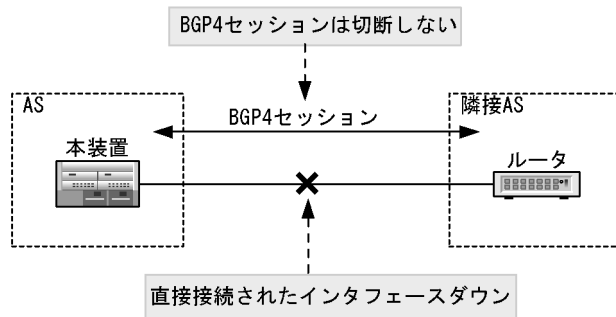 BGP4セッションは切断しない
AS
隣接AS
BGP4セッション
本装置
ルータ
直接接続されたインタフェースダウン